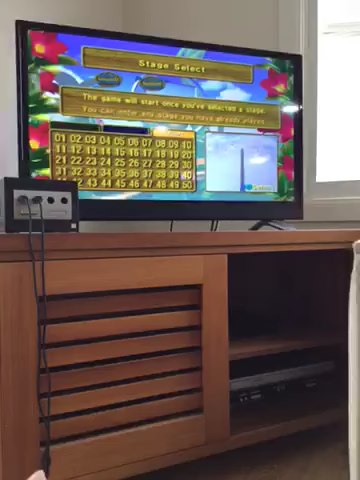 Stage Select
The game will start once you've selected a stage.
You can enter any stage you have already played.
01 02 03 04 05 06 07 08 09 10
11 12 13 14 15 16 17 18 19 20
21 22 23 24 25 26 27 28 29 30
31 32 33 34 35 36 37 38 39 40
42 43 44 45 46 47 48 49 50